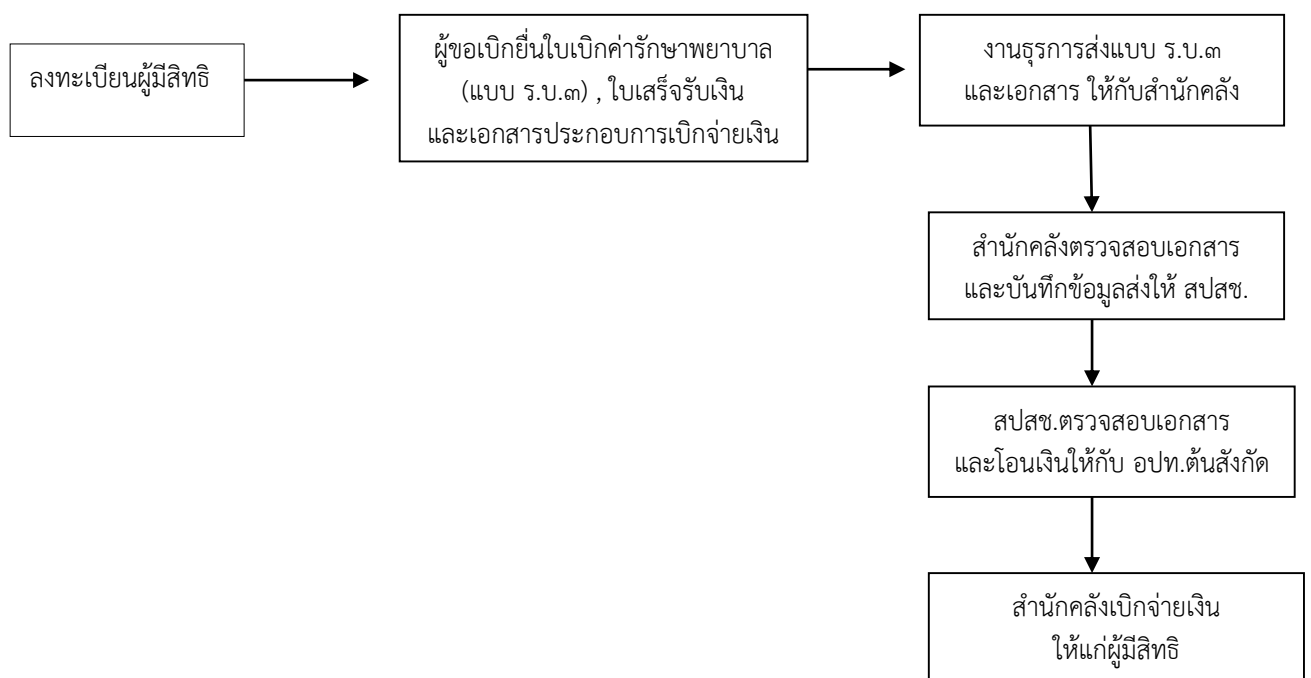 ลงทะเบียนผู้มีสิทธิ
ผู้ขอเบิกยื่นใบเบิกค่ารักษาพยาบาล
(แบบ ร.บ.๓) , ใบเสร็จรับเงิน
และเอกสารประกอบการเบิกจ่ายเงิน
งานธุรการส่งแบบ ร.บ.๓
และเอกสาร ให้กับสำนักคลัง
สำนักคลังตรวจสอบเอกสาร
และบันทึกข้อมูลส่งให้ สปสช.
สปสช.ตรวจสอบเอกสาร
และโอนเงินให้กับ อปท.ต้นสังกัด
สำนักคลังเบิกจ่ายเงิน
ให้แก่ผู้มีสิทธิ